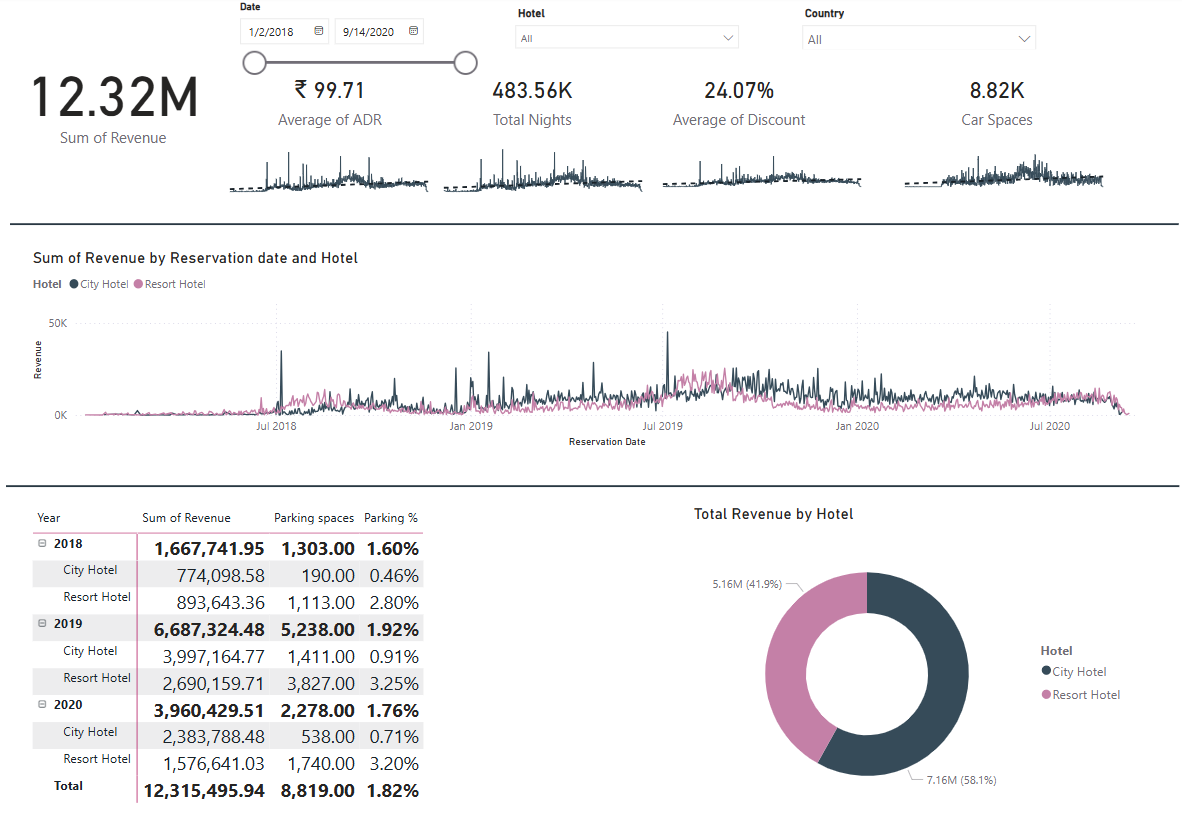 Date
Hotel
Country
1/2/2018
9/14/2020
All
All
12.32M
Sum of Revenue
₹ 99.71
Average of ADR
483.56K
Total Nights
24.07%
Average of Discount
8.82K
Car Spaces
Sum of Revenue by Reservation date and Hotel
Hotel City Hotel Resort Hotel
50K
0K
Revenue
Jul 2018 Jan 2019 Jul 2019 Jan 2020 Jul 2020
Reservation Date
Year Sum of Revenue Parking spaces Parking %
2018 1,667,741.95 1,303.00 1.60%
City Hotel 774,098.58 190.00 0.46%
Resort Hotel 893,643.36 1,113.00 2.80%
2019 6,687,324.48 5,238.00 1.92%
City Hotel 3,997,164.77 1,411.00 0.91%
Resort Hotel 2,690,159.71 3,827.00 3.25%
2020 3,960,429.51 2,278.00 1.76%
City Hotel 2,383,788.48 538.00 0.71%
Resort Hotel 1,576,641.03 1,740.00 3.20%
Total 12,315,495.94 8,819.00 1.82%
Total Revenue by Hotel
5.16M (41.9%)
7.16M (58.1%)
Hotel
City Hotel
Resort Hotel